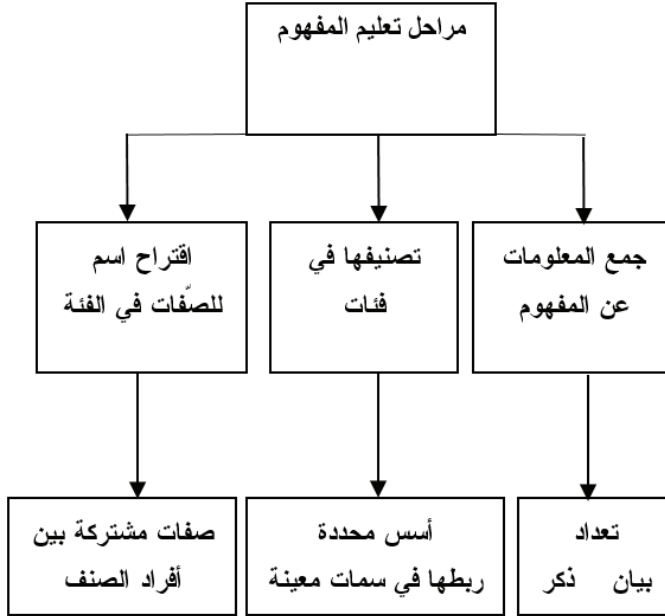 مراحل تعليم المفهوم
جمع المعلومات
عن المفهوم
تصنيفها في
فئات
اقتراح اسم
للصّفات في الفئة
تعداد
بيان ذكر
أسس محددة
ربطها في سمات معينة
صفات مشتركة بين
أفراد الصنف